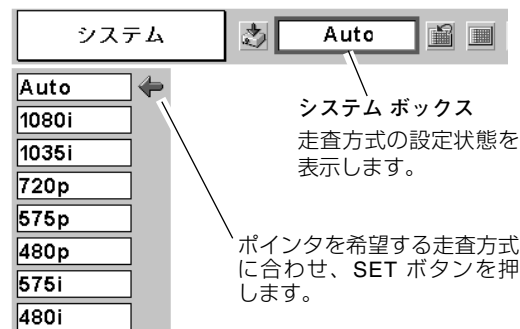 システム
Auto
Auto
1080i
1035i
720p
575p
480p
575i
480i
システム ボックス
走査方式の設定状態を
表示します。
ポインタを希望する走査方式
に合わせ、SET ボタンを押
します。